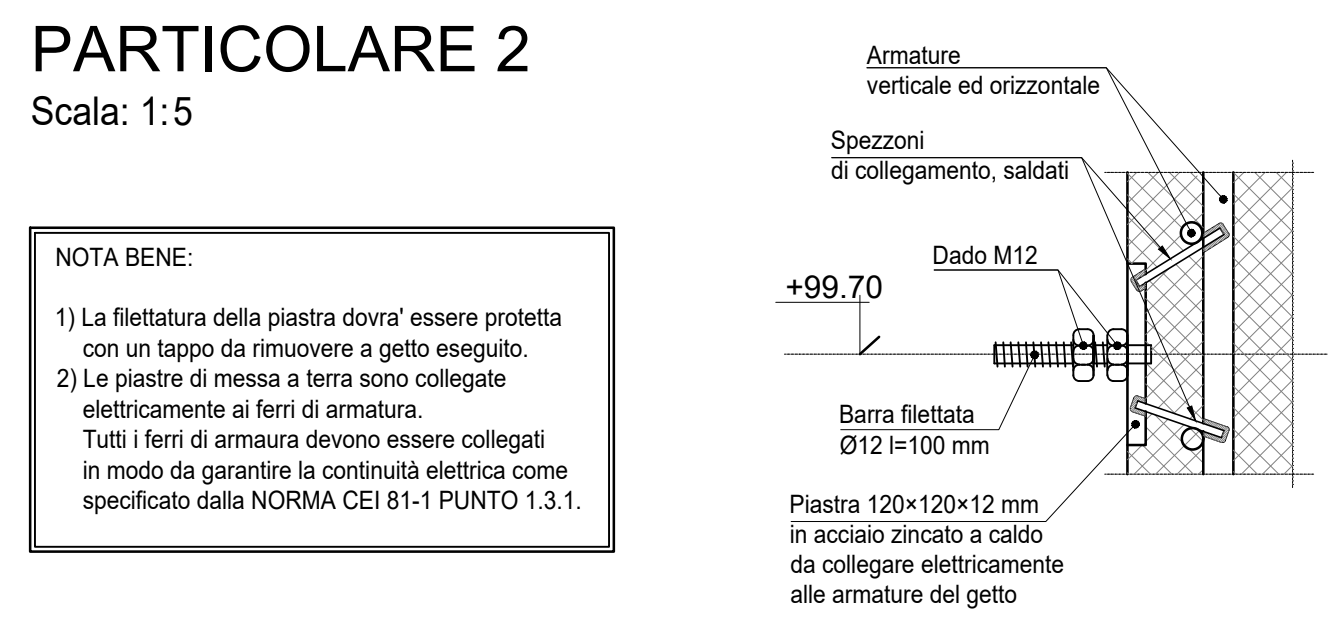 PARTICOLARE 2
Scala: 1:5
NOTA BENE:
1) La filettatura della piastra dovra' essere protetta
con un tappo da rimuovere a getto eseguito.
2) Le piastre di messa a terra sono collegate
elettricamente ai ferri di armatura.
Tutti i ferri di armaura devono essere collegati
in modo da garantire la continuità elettrica come
specificato dalla NORMA CEI 81-1 PUNTO 1.3.1.
Armature
verticale ed orizzontale
Spezzoni
di collegamento, saldati
Dado M12
+99.70
Barra filettata
Ø12 l=100 mm
Piastra 120×120×12 mm
in acciaio zincato a caldo
da collegare elettricamente
alle armature del getto